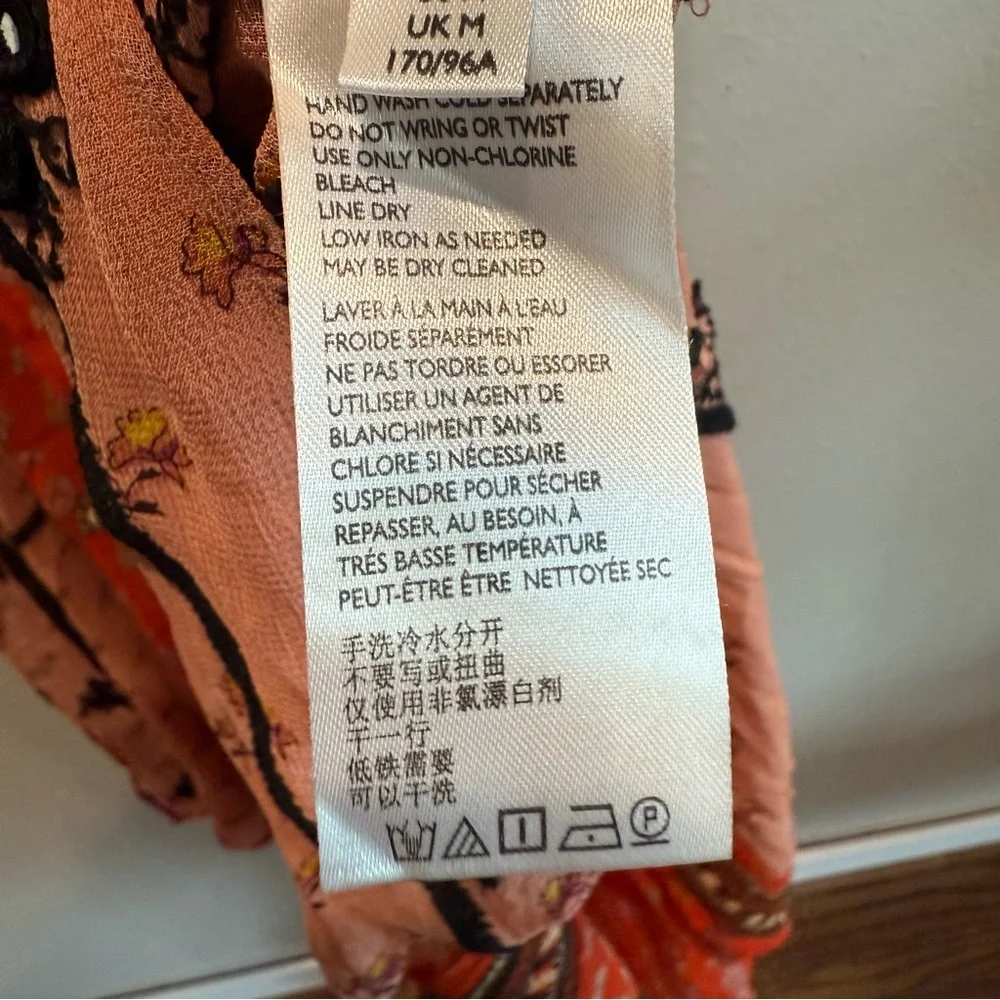 UK M
170/96A
HAND WASH COLD SEPARATELY
DO NOT WRING OR TWIST
USE ONLY NON-CHLORINE
BLEACH
LINE DRY
LOW IRON AS NEEDED
MAY BE DRY CLEANED
LAVER À LA MAIN A L'EAU
FROIDE SÉPARÉMENT
NE PAS TORDRE OU ESSORER
UTILISER UN AGENT DE
BLANCHIMENT SANS
CHLORE SI NÉCESSAIRE
SUSPENDRE POUR SÉCHER
REPASSER, AU BESOIN, À
TRÉS BASSE TEMPÉRATURE
PEUT-ÊTRE ÊTRE NETTOYÉE SEC
手洗冷水分开
不要写或扭曲
仅使用非氯漂白剂
干一行
低铁需要
可以干洗
P